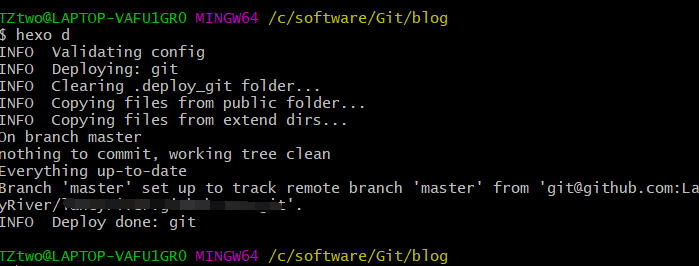 TZtwo@LAPTOP-VAFU1GR0 MINGW64 /c/software/Git/blog
$ hexo d
INFO  Validating config
INFO  Deploying: git
INFO  Clearing .deploy_git folder...
INFO  Copying files from public folder...
INFO  Copying files from extend dirs...
On branch master
nothing to commit, working tree clean
Everything up-to-date
Branch 'master' set up to track remote branch 'master' from 'git@github.com:La
yRiver/
INFO  Deploy done: git
TZtwo@LAPTOP-VAFU1GR0 MINGW64 /c/software/Git/blog